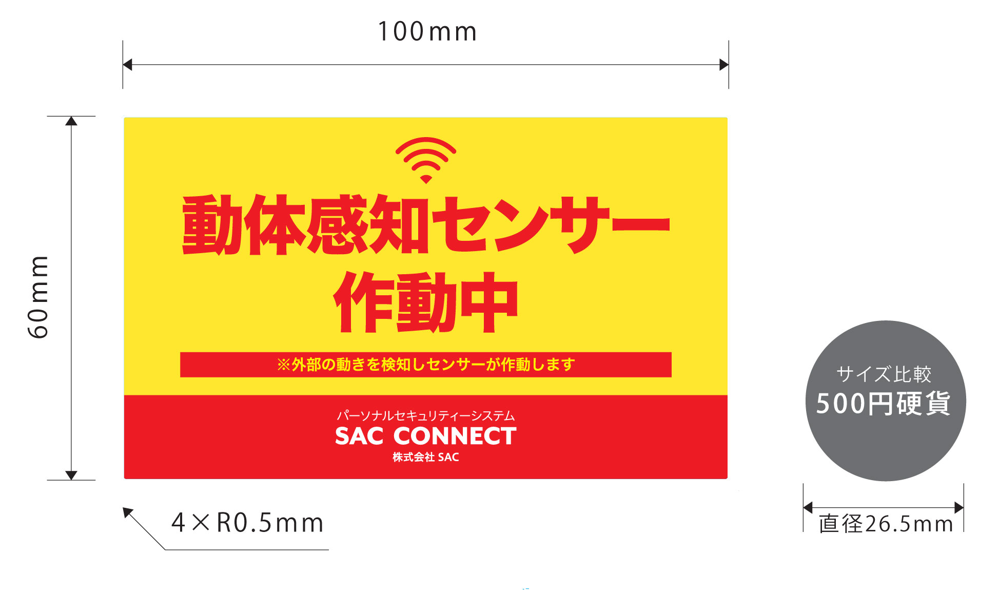 100mm
60mm
動体感知センサー
作動中
※外部の動きを検知しセンサーが作動します
パーソナルセキュリティーシステム
SAC CONNECT
株式会社 SAC
4×R0.5mm
サイズ比較
500円硬貨
直径26.5mm